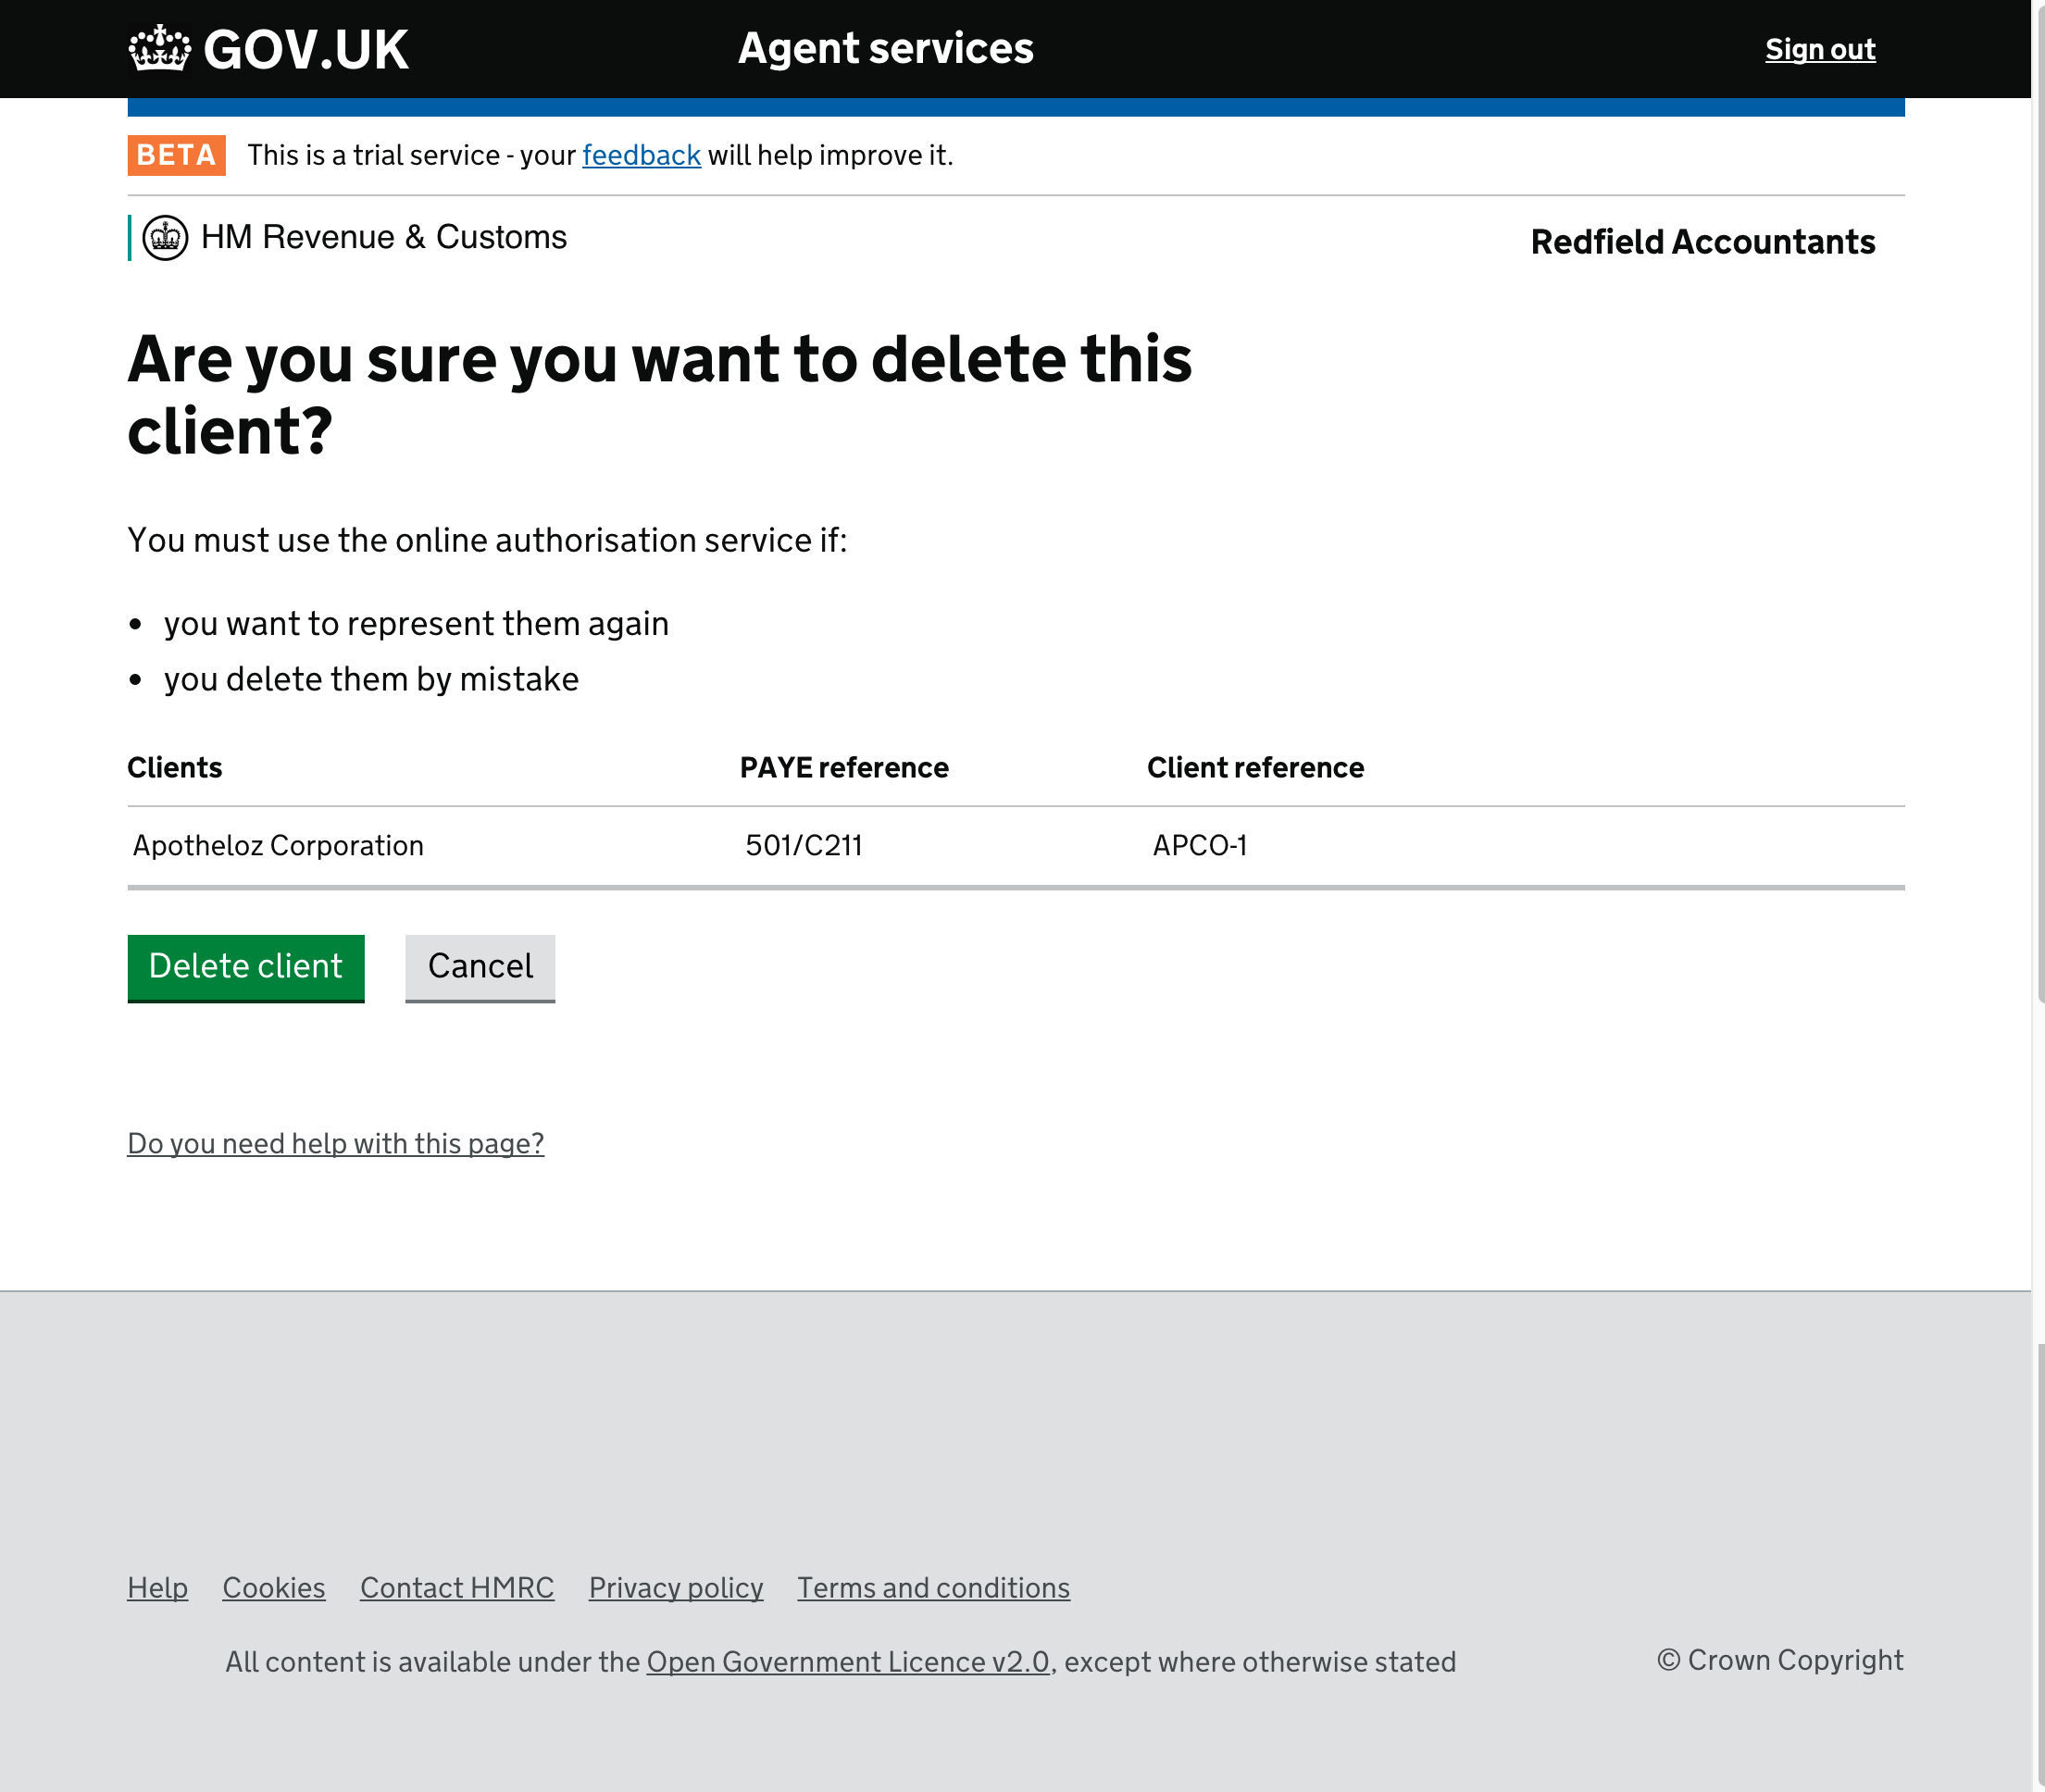 GOV.UK Agent services Sign out
BETA This is a trial service - your feedback will help improve it.
HM Revenue & Customs Redfield Accountants
Are you sure you want to delete this
client?
You must use the online authorisation service if:
• you want to represent them again
• you delete them by mistake
Clients PAYE reference Client reference
Apotheloz Corporation 501/C211 APCO-1
Delete client Cancel
Do you need help with this page?
Help Cookies Contact HMRC Privacy policy Terms and conditions
All content is available under the Open Government Licence v2.0, except where otherwise stated © Crown Copyright